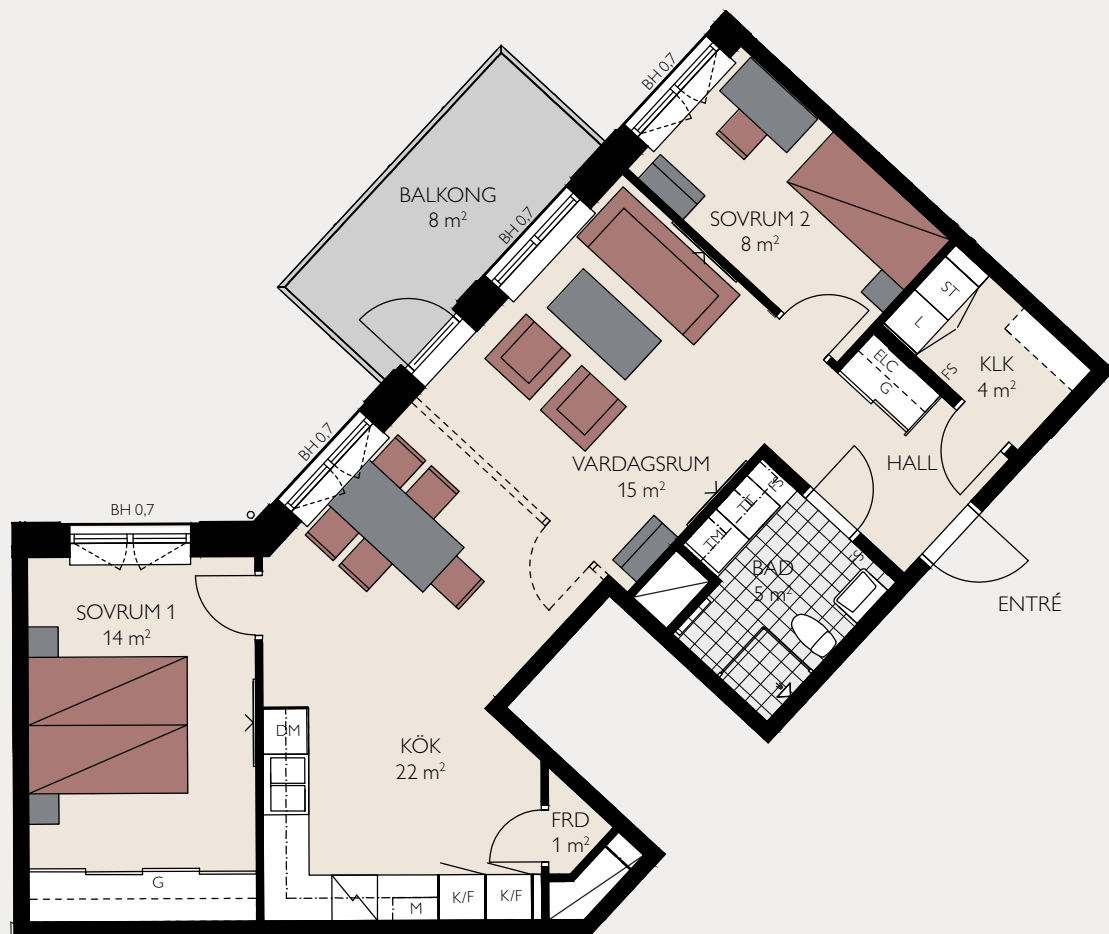 BH 0,7
BALKONG
8 m²
BH 0,7
SOVRUM 2
8 m²
ST
L
ELC
G
FS
KLK
4 m²
BH 0,7
VARDAGSRUM
15 m²
HALL
TT
TM
BAD
5 m²
ENTRÉ
BH 0,7
SOVRUM 1
14 m²
DM
KÖK
22 m²
FRD
1 m²
G
M
K/F
K/F